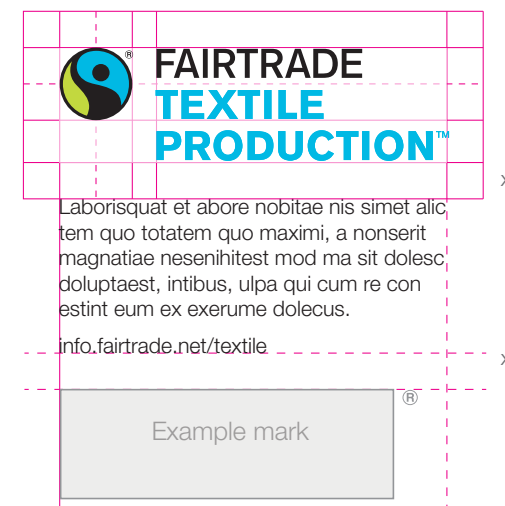 ®
FAIRTRADE
TEXTILE
PRODUCTION™
Laborisquat et abore nobitae nis simet alic
tem quo totatem quo maximi, a nonserit
magnatiae nesenihitest mod ma sit dolesc
doluptaest, intibus, ulpa qui cum re con
estint eum ex exerume dolecus.
info.fairtrade.net/textile
®
Example mark